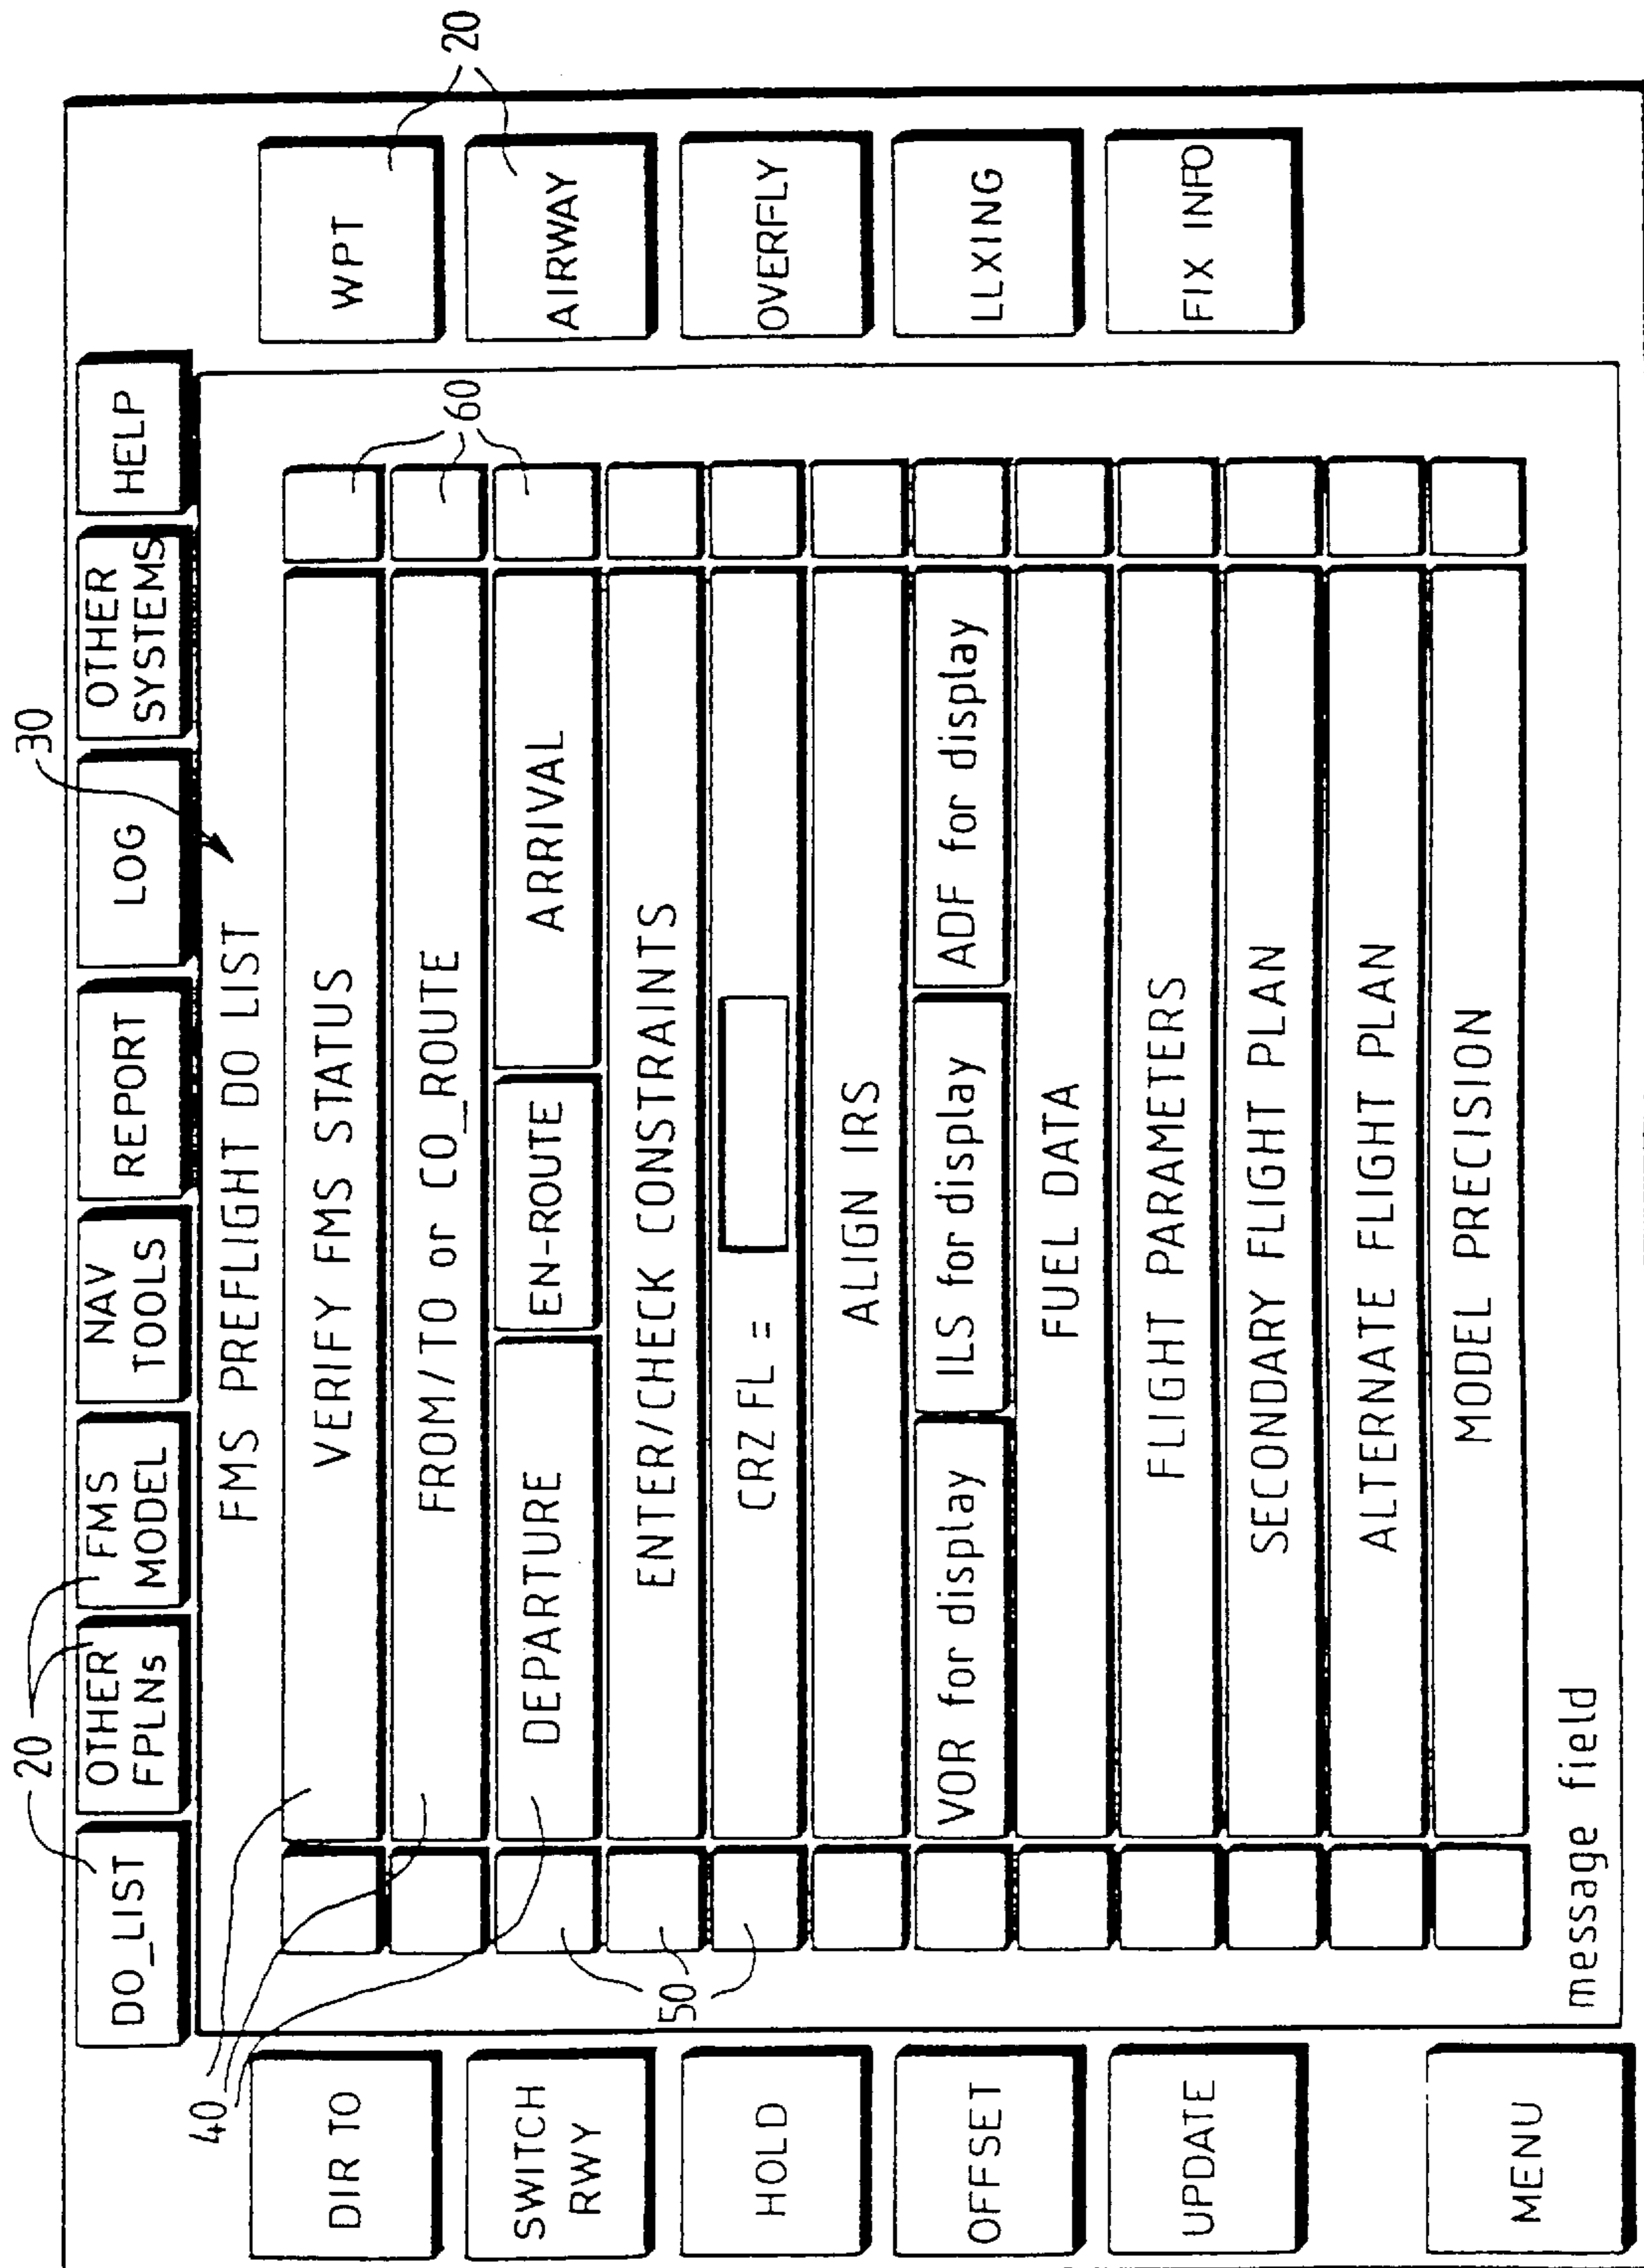 20
30
20
DO_LIST
OTHER
FPLNs
FMS
MODEL
NAV
TOOLS
REPORT
LOG
OTHER
SYSTEMS
HELP
40
FMS PREFLIGHT DO LIST
DIR TO
VERIFY FMS STATUS
WPT
FROM/TO or CO_ROUTE
60
SWITCH
RWY
DEPARTURE
EN-ROUTE
ARRIVAL
AIRWAY
ENTER/CHECK CONSTRAINTS
50
HOLD
CRZ FL =
OVERFLY
ALIGN IRS
OFFSET
VOR for display
ILS for display
ADF for display
LLXING
FUEL DATA
UPDATE
FLIGHT PARAMETERS
FIX INFO
SECONDARY FLIGHT PLAN
ALTERNATE FLIGHT PLAN
MENU
MODEL PRECISION
message field